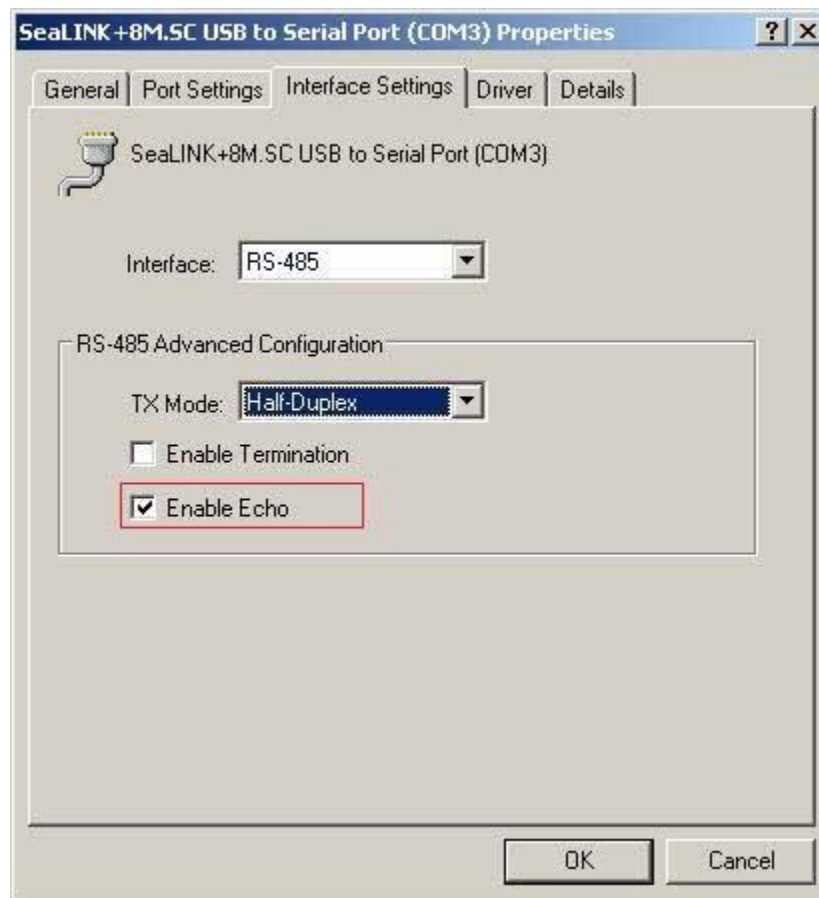 SeaLINK+8M.SC USB to Serial Port (COM3) Properties
General Port Settings Interface Settings Driver Details
SeaLINK+8M.SC USB to Serial Port (COM3)
Interface: RS-485
RS-485 Advanced Configuration
TX Mode: Half-Duplex
Enable Termination
Enable Echo
OK Cancel